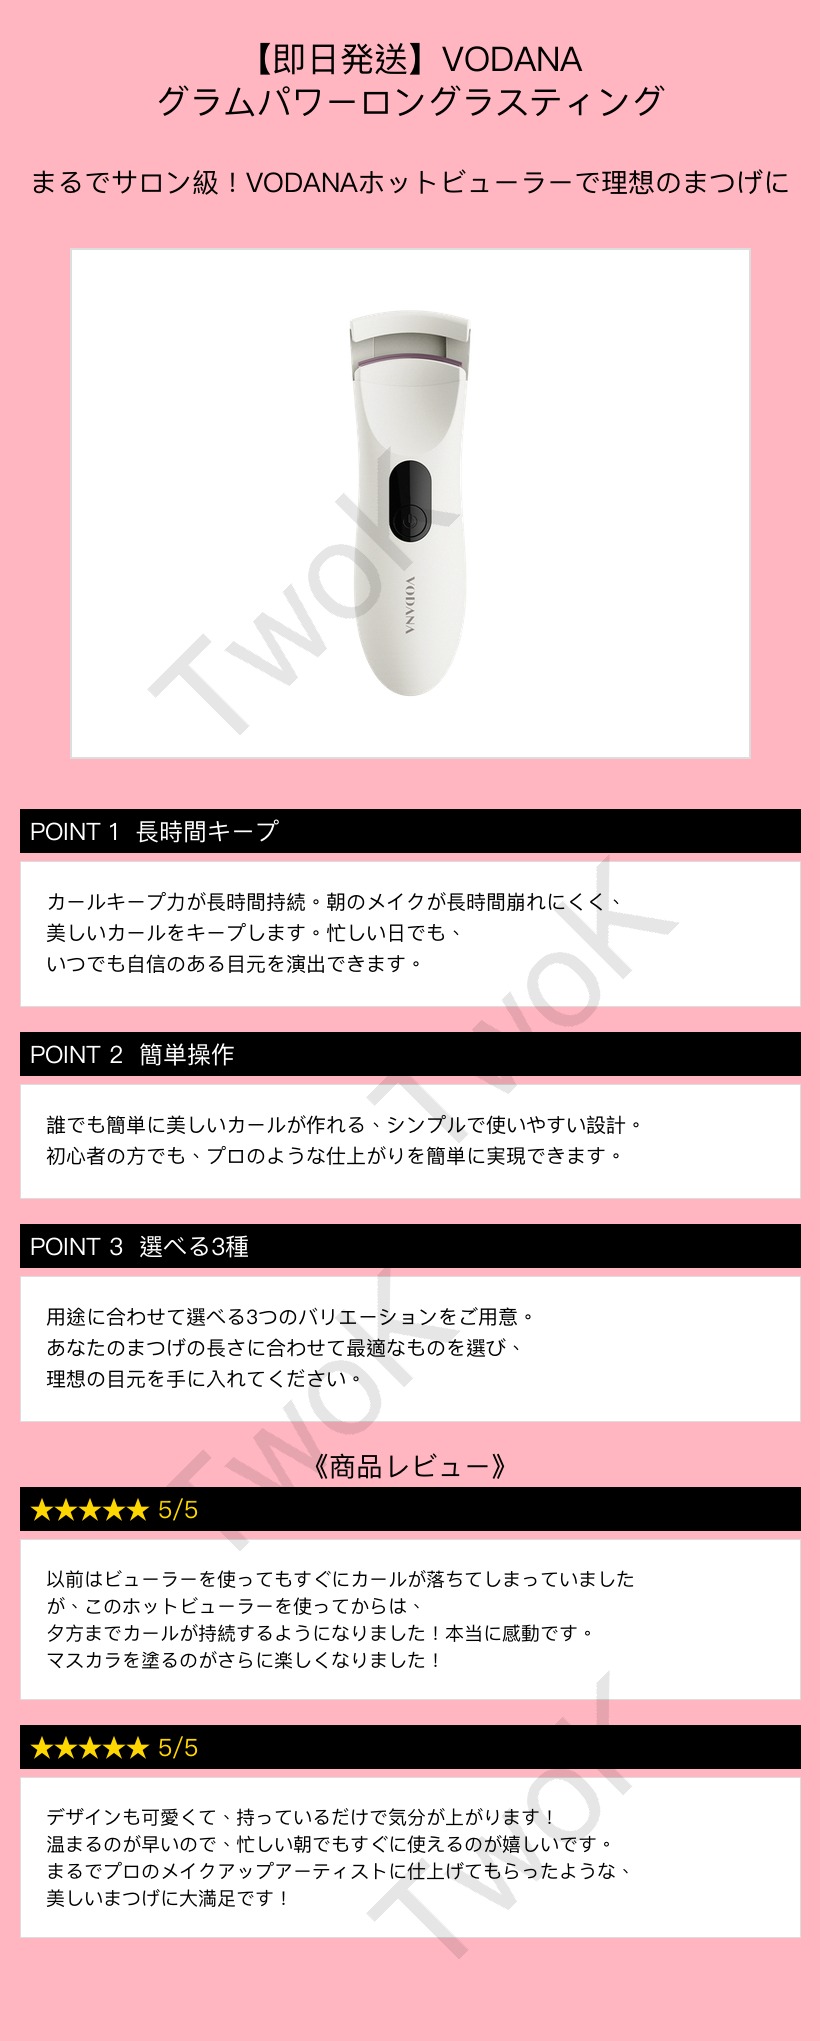 【即日発送】VODANA
グラムパワーロングラスティング
まるでサロン級！VODANAホットビューラーで理想のまつげに
VODANA
TwoK
POINT 1 長時間キープ
カールキープ力が長時間持続。朝のメイクが長時間崩れにくく、
美しいカールをキープします。忙しい日でも、
いつでも自信のある目元を演出できます。
TwoK
POINT 2 簡単操作
誰でも簡単に美しいカールが作れる、シンプルで使いやすい設計。
初心者の方でも、プロのような仕上がりを簡単に実現できます。
POINT 3 選べる3種
用途に合わせて選べる3つのバリエーションをご用意。
あなたのまつげの長さに合わせて最適なものを選び、
理想の目元を手に入れてください。
TwoK
《商品レビュー》
★★★★★ 5/5
以前はビューラーを使ってもすぐにカールが落ちてしまっていました
が、このホットビューラーを使ってからは、
夕方までカールが持続するようになりました！本当に感動です。
マスカラを塗るのがさらに楽しくなりました！
★★★★★ 5/5
デザインも可愛くて、持っているだけで気分が上がります！
温まるのが早いので、忙しい朝でもすぐに使えるのが嬉しいです。
まるでプロのメイクアップアーティストに仕上げてもらったような、
美しいまつげに大満足です！
TwoK